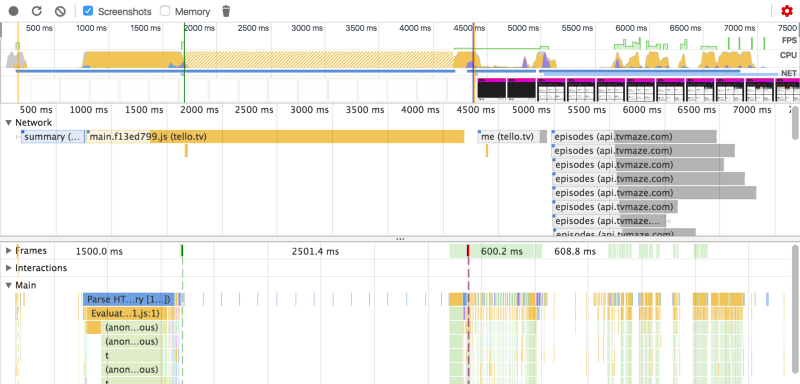 Screenshots Memory
500 ms 1000 ms 1500 ms 2000 ms 2500 ms 3000 ms 3500 ms 4000 ms 4500 ms 5000 ms 5500 ms 6000 ms 6500 ms 7000 ms 7500
FPS
CPU
NET
500 ms 1000 ms 1500 ms 2000 ms 2500 ms 3000 ms 3500 ms 4000 ms 4500 ms 5000 ms 5500 ms 6000 ms 6500 ms 7000 ms
Network
summary (... main.f13ed799.js (tello.tv) me (tello.tv) episodes (api.tvmaze.com)
episodes (api.tvmaze.com)
episodes (api.tvmaze.com)
episodes (api.tvmaze.com)
episodes (api.tvmaze.com)
episodes (api.tvmaze.com)
episodes (api.tvmaze....
episodes (api.tvmaze.com)
...
Frames 1500.0 ms 2501.4 ms 600.2 ms 608.8 ms
Interactions
Main
Parse HT...ry [1...])
Evaluat...1.js:1)
(anon...ous)
(anon...ous)
t
(anon...ous)
t